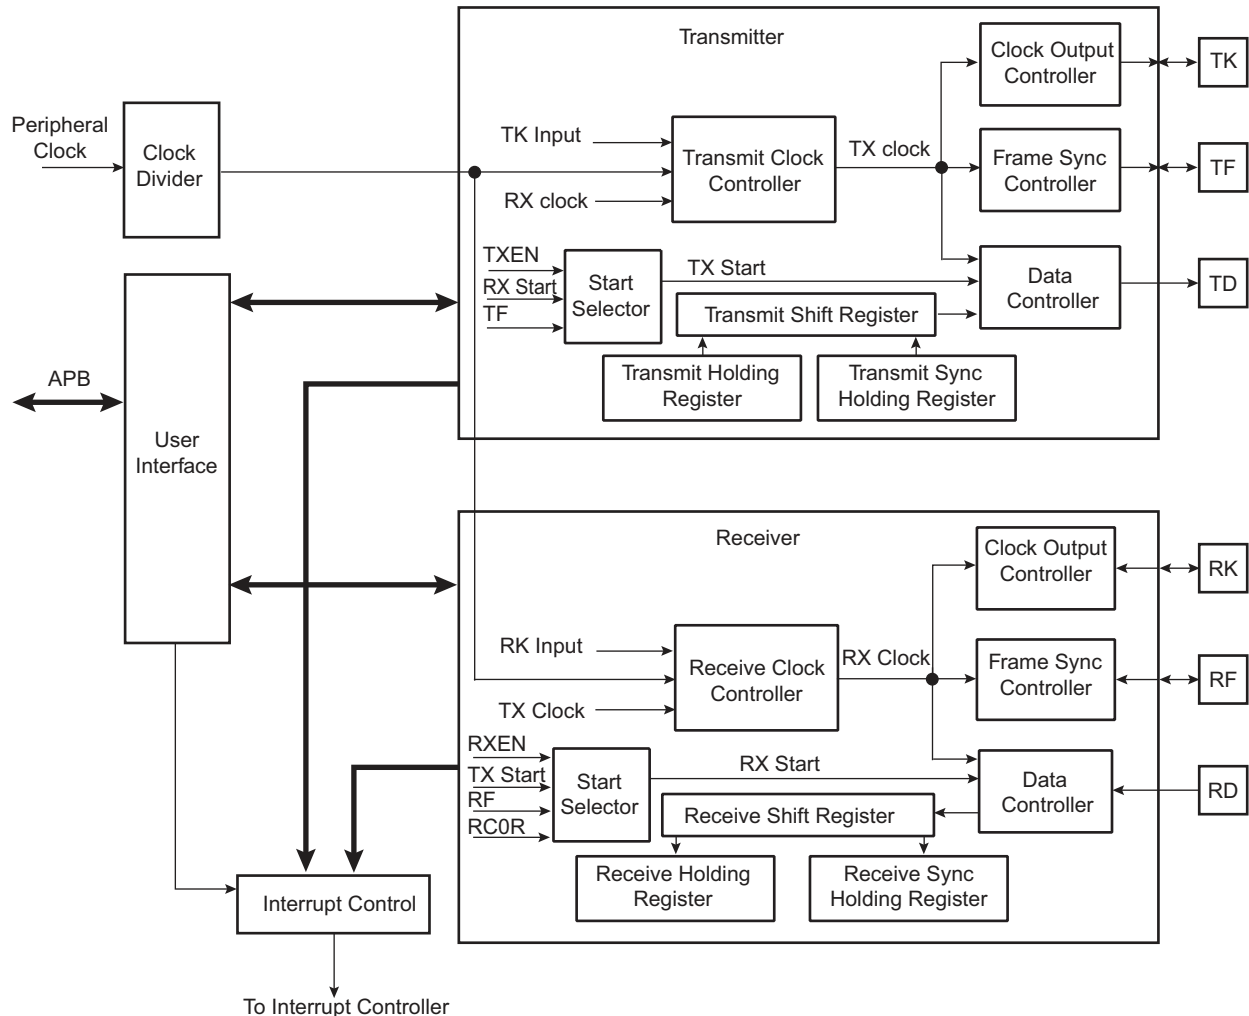 Transmitter
Clock Output
Controller
TK
Peripheral
Clock
Clock
Divider
TK Input
Transmit Clock
Controller
TX clock
Frame Sync
Controller
TF
RX clock
TXEN
RX Start
TF
Start
Selector
TX Start
Data
Controller
TD
Transmit Shift Register
Transmit Holding
Register
Transmit Sync
Holding Register
APB
User
Interface
Receiver
Clock Output
Controller
RK
RK Input
Receive Clock
Controller
RX Clock
Frame Sync
Controller
RF
TX Clock
RXEN
TX Start
RF
RC0R
Start
Selector
RX Start
Data
Controller
RD
Receive Shift Register
Receive Holding
Register
Receive Sync
Holding Register
Interrupt Control
To Interrupt Controller